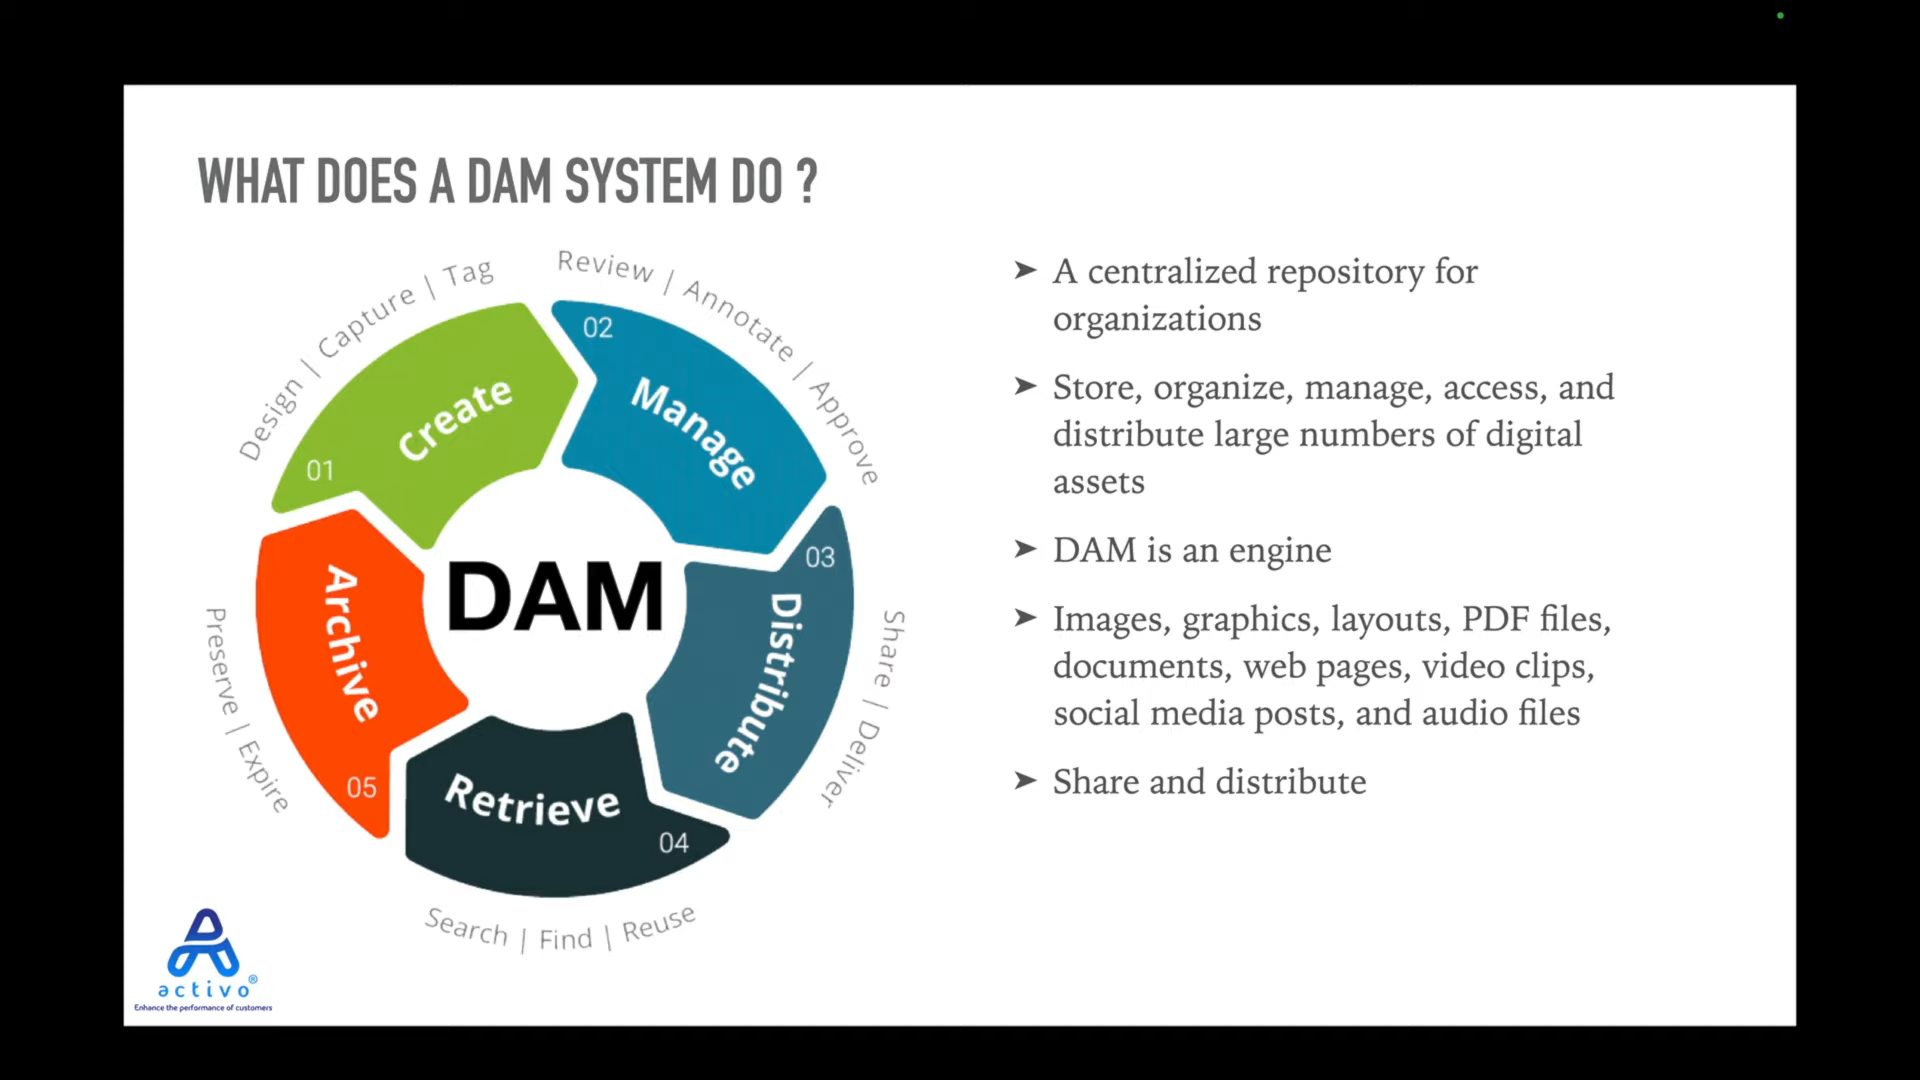 WHAT DOES A DAM SYSTEM DO ?
Design | Capture | Tag
01
Create
Review | Annotate | Approve
02
Manage
03
Distribute
Share | Deliver
04
Retrieve
Search | Find | Reuse
05
Archive
Preserve | Expire
DAM
➤ A centralized repository for
organizations
➤ Store, organize, manage, access, and
distribute large numbers of digital
assets
➤ DAM is an engine
➤ Images, graphics, layouts, PDF files,
documents, web pages, video clips,
social media posts, and audio files
➤ Share and distribute
activo®
Enhance the performance of customers